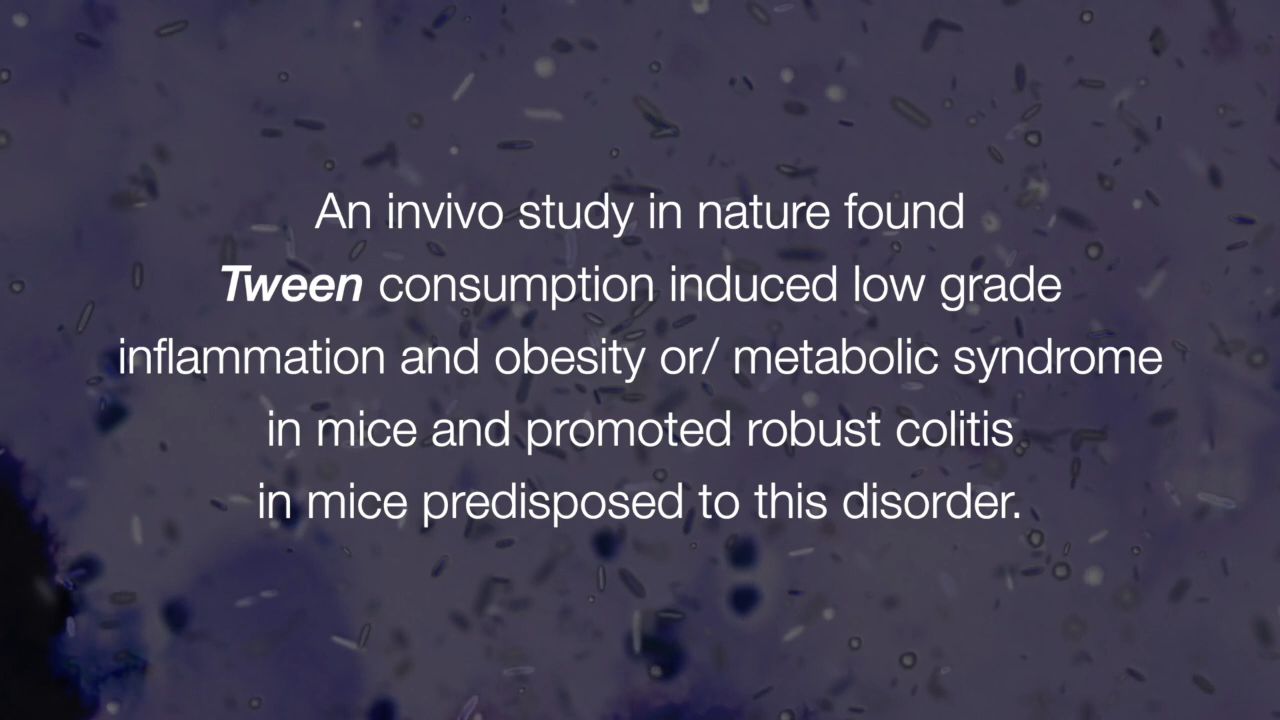 An invivo study in nature found
Tween consumption induced low grade
inflammation and obesity or/ metabolic syndrome
in mice and promoted robust colitis
in mice predisposed to this disorder.